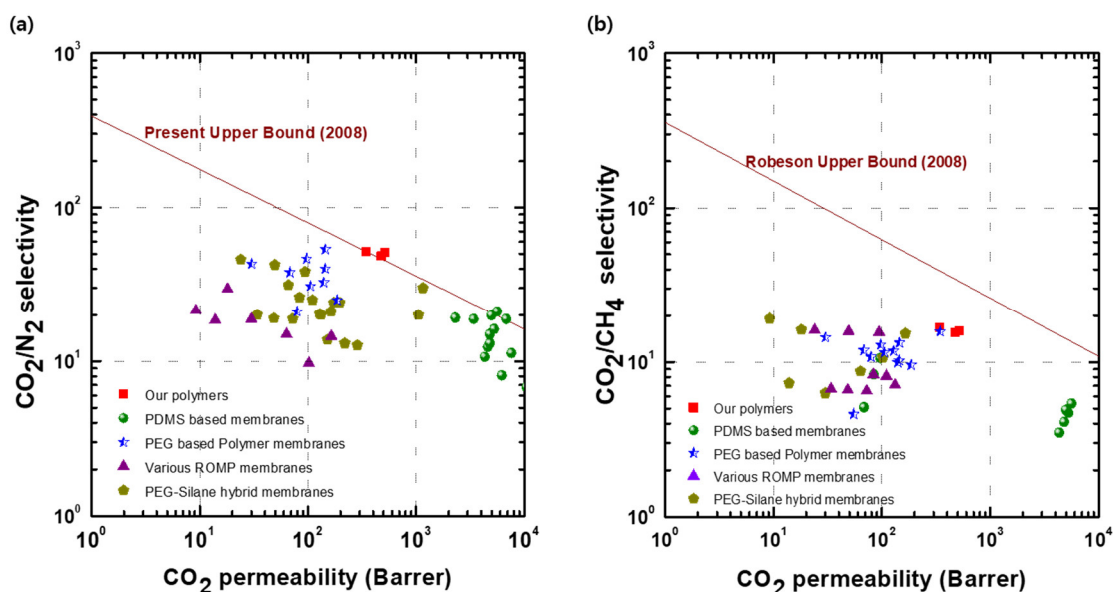 (a)
10³
10²
10¹
10⁰
CO₂/N₂ selectivity
Present Upper Bound (2008)
Our polymers
PDMS based membranes
PEG based Polymer membranes
Various ROMP membranes
PEG-Silane hybrid membranes
10⁰ 10¹ 10² 10³ 10⁴
CO₂ permeability (Barrer)
(b)
10³
10²
10¹
10⁰
CO₂/CH₄ selectivity
Robeson Upper Bound (2008)
Our polymers
PDMS based membranes
PEG based Polymer membranes
Various ROMP membranes
PEG-Silane hybrid membranes
10⁰ 10¹ 10² 10³ 10⁴
CO₂ permeability (Barrer)